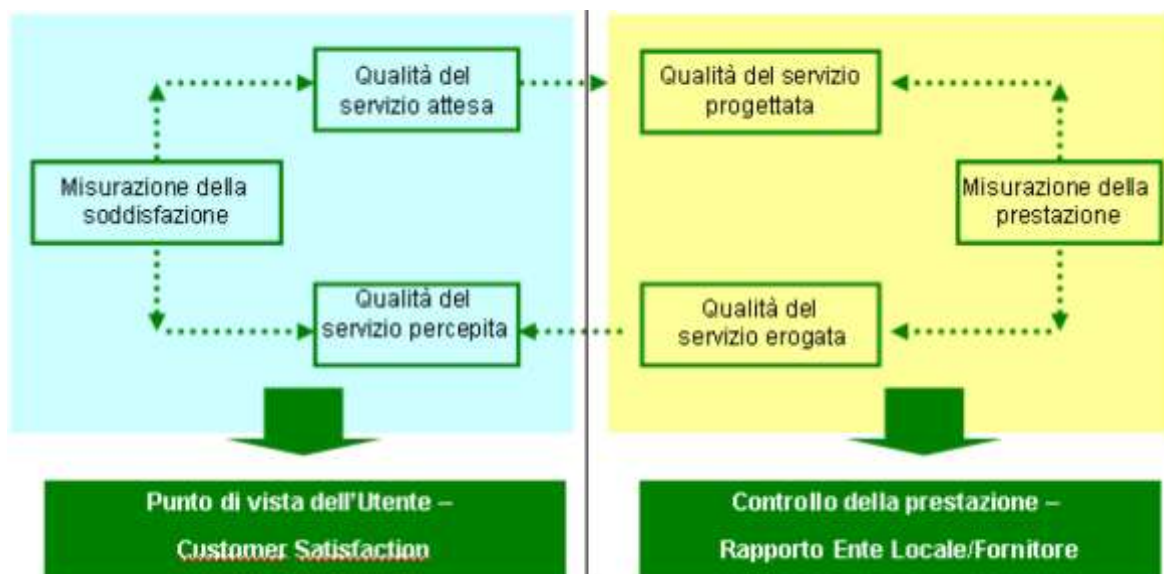 Qualità del
servizio attesa
Qualità del servizio
progettata
Misurazione della
soddisfazione
Misurazione della
prestazione
Qualità del
servizio percepita
Qualità del
servizio erogata
Punto di vista dell'Utente –
Customer Satisfaction
Controllo della prestazione –
Rapporto Ente Locale/Fornitore